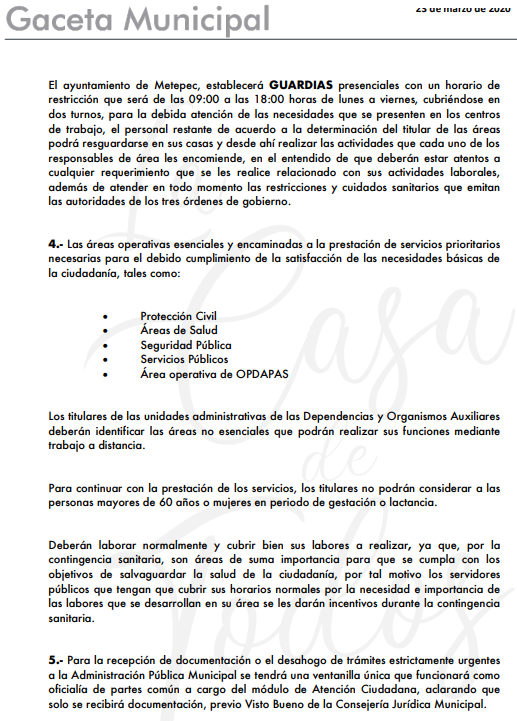 Gaceta Municipal
25 de marzo de 2020
El ayuntamiento de Metepec, establecerá GUARDIAS presenciales con un horario de
restricción que será de las 09:00 a las 18:00 horas de lunes a viernes, cubriéndose en
dos turnos, para la debida atención de las necesidades que se presenten en los centros
de trabajo, el personal restante de acuerdo a la determinación del titular de las áreas
podrá resguardarse en sus casas y desde ahí realizar las actividades que cada uno de los
responsables de área les encomiende, en el entendido de que deberán estar atentos a
cualquier requerimiento que se les realice relacionado con sus actividades laborales,
además de atender en todo momento las restricciones y cuidados sanitarios que emitan
las autoridades de los tres órdenes de gobierno.
4.- Las áreas operativas esenciales y encaminadas a la prestación de servicios prioritarios
necesarias para el debido cumplimiento de la satisfacción de las necesidades básicas de
la ciudadanía, tales como:
• Protección Civil
• Áreas de Salud
• Seguridad Pública
• Servicios Públicos
• Área operativa de OPDAPAS
Los titulares de las unidades administrativas de las Dependencias y Organismos Auxiliares
deberán identificar las áreas no esenciales que podrán realizar sus funciones mediante
trabajo a distancia.
Para continuar con la prestación de los servicios, los titulares no podrán considerar a las
personas mayores de 60 años o mujeres en periodo de gestación o lactancia.
Deberán laborar normalmente y cubrir bien sus labores a realizar, ya que, por la
contingencia sanitaria, son áreas de suma importancia para que se cumpla con los
objetivos de salvaguardar la salud de la ciudadanía, por tal motivo los servidores
públicos que tengan que cubrir sus horarios normales por la necesidad e importancia de
las labores que se desarrollan en su área se les darán incentivos durante la contingencia
sanitaria.
5.- Para la recepción de documentación o el desahogo de trámites estrictamente urgentes
a la Administración Pública Municipal se tendrá una ventanilla única que funcionará como
oficialía de partes común a cargo del módulo de Atención Ciudadana, aclarando que
solo se recibirá documentación, previo Visto Bueno de la Consejería Jurídica Municipal.
La Casa
de
Todos